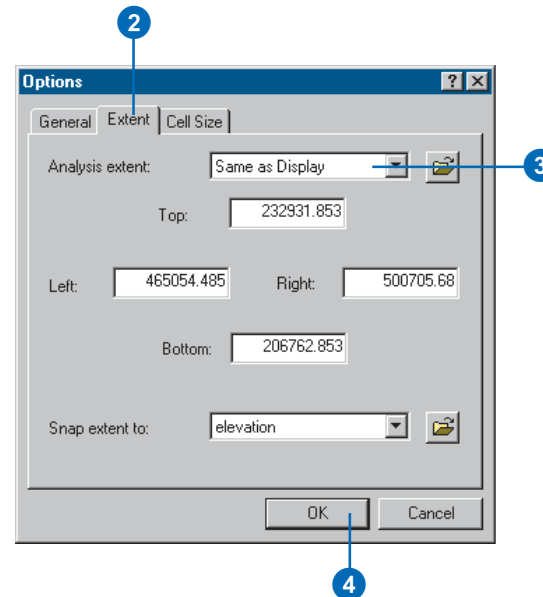 2
Options
General Extent Cell Size
Analysis extent: Same as Display
3
Top: 232931.853
Left: 465054.485 Right: 500705.68
Bottom: 206762.853
Snap extent to: elevation
OK Cancel
4